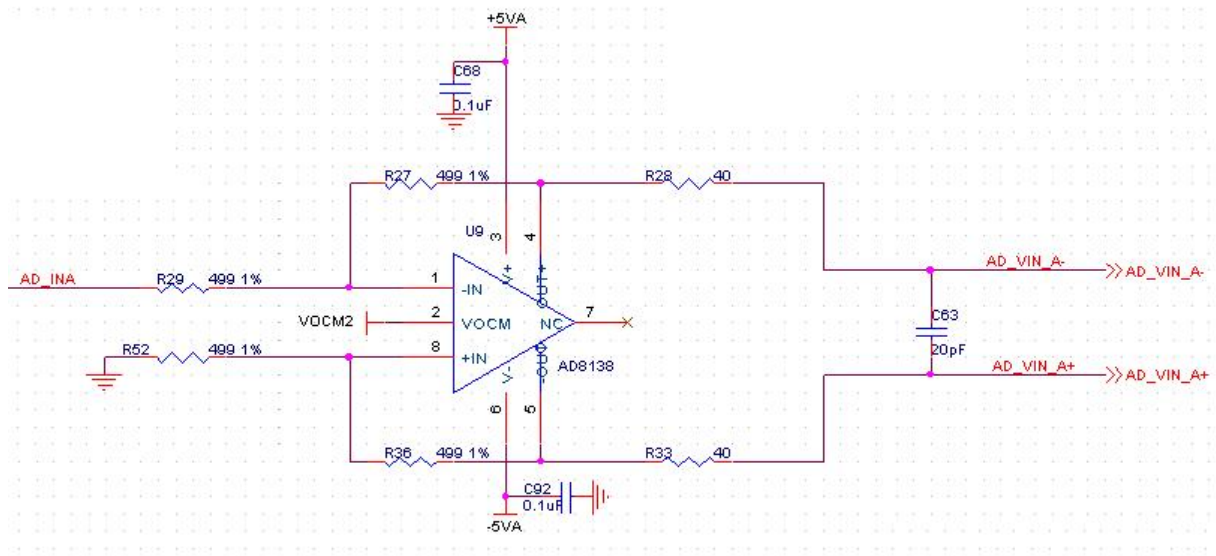 +5VA
C68
0.1uF
R27 499 1%
R28 40
U9
3
4
V+
OUT+
AD_INA
R29 499 1%
1
-IN
AD_VIN_A-
AD_VIN_A-
VOCM2
2
VOCM
NC
7
C63
20pF
R52 499 1%
8
+IN
AD8138
AD_VIN_A+
AD_VIN_A+
V-
6
5
R36 499 1%
R33 40
C92
0.1uF
-5VA